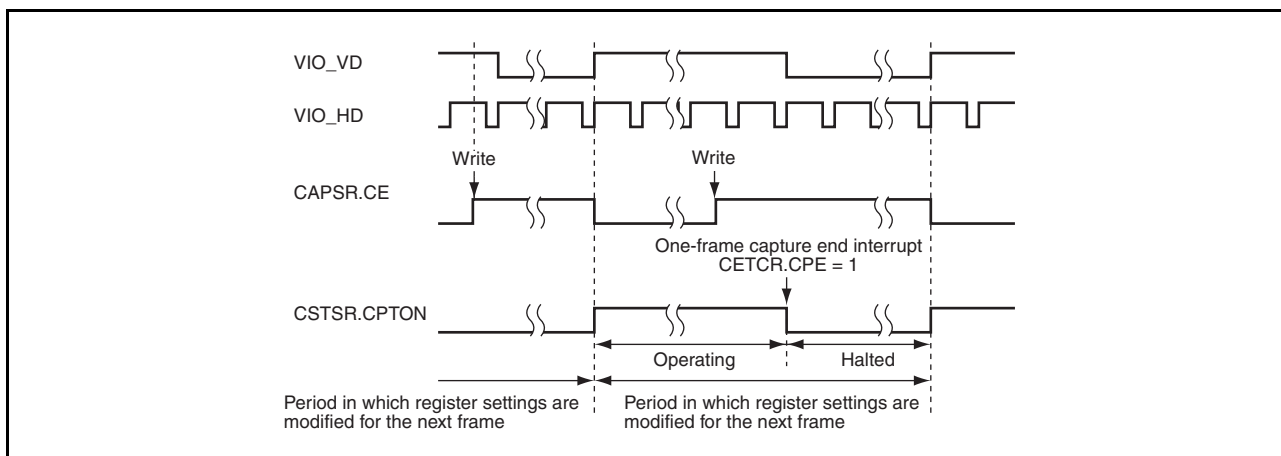 VIO_VD
VIO_HD
Write
Write
CAPSR.CE
One-frame capture end interrupt
CETCR.CPE = 1
CSTSR.CPTON
Operating
Halted
Period in which register settings are
modified for the next frame
Period in which register settings are
modified for the next frame